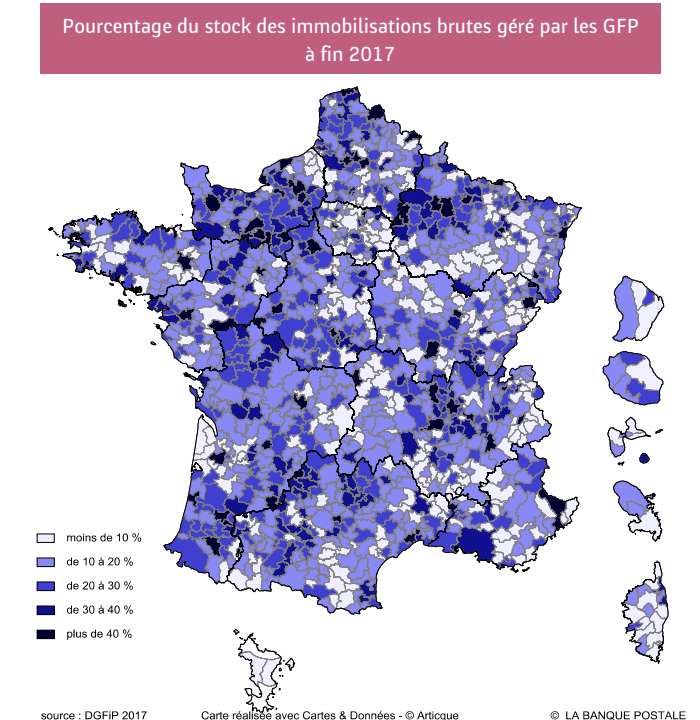 Pourcentage du stock des immobilisations brutes géré par les GFP
à fin 2017
moins de 10 %
de 10 à 20 %
de 20 à 30 %
de 30 à 40 %
plus de 40 %
source : DGFiP 2017
Carte réalisée avec Cartes & Données - © Articque
© LA BANQUE POSTALE